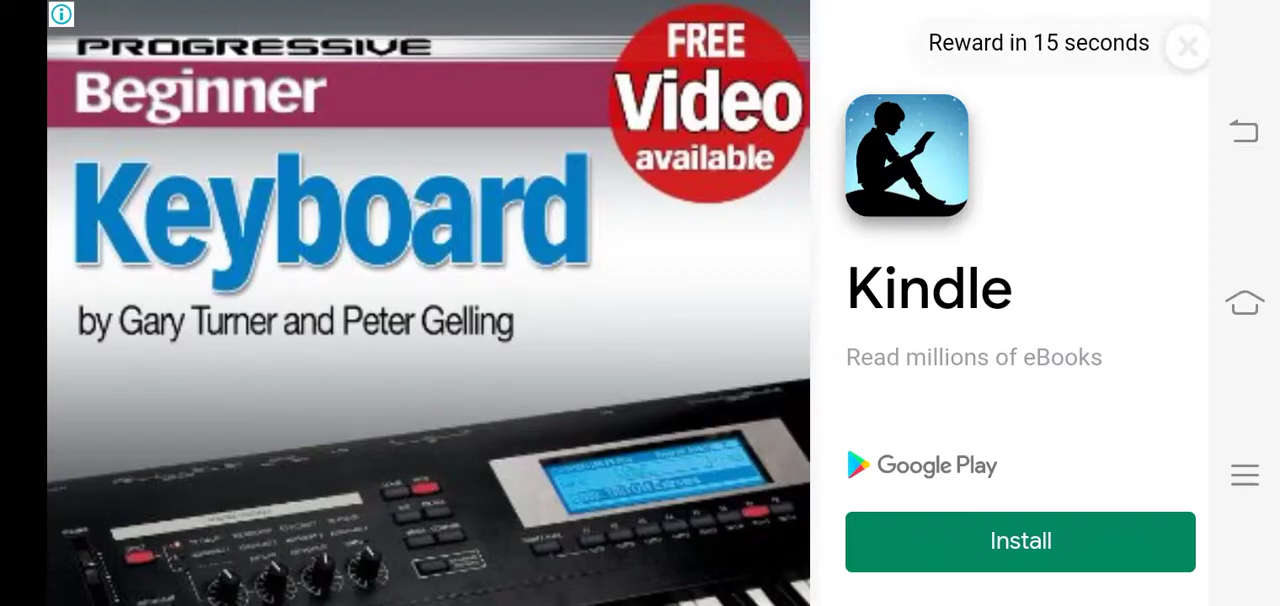 PROGRESSIVE
Beginner
FREE
Video
available
Keyboard
by Gary Turner and Peter Gelling
Reward in 15 seconds
Kindle
Read millions of eBooks
Google Play
Install